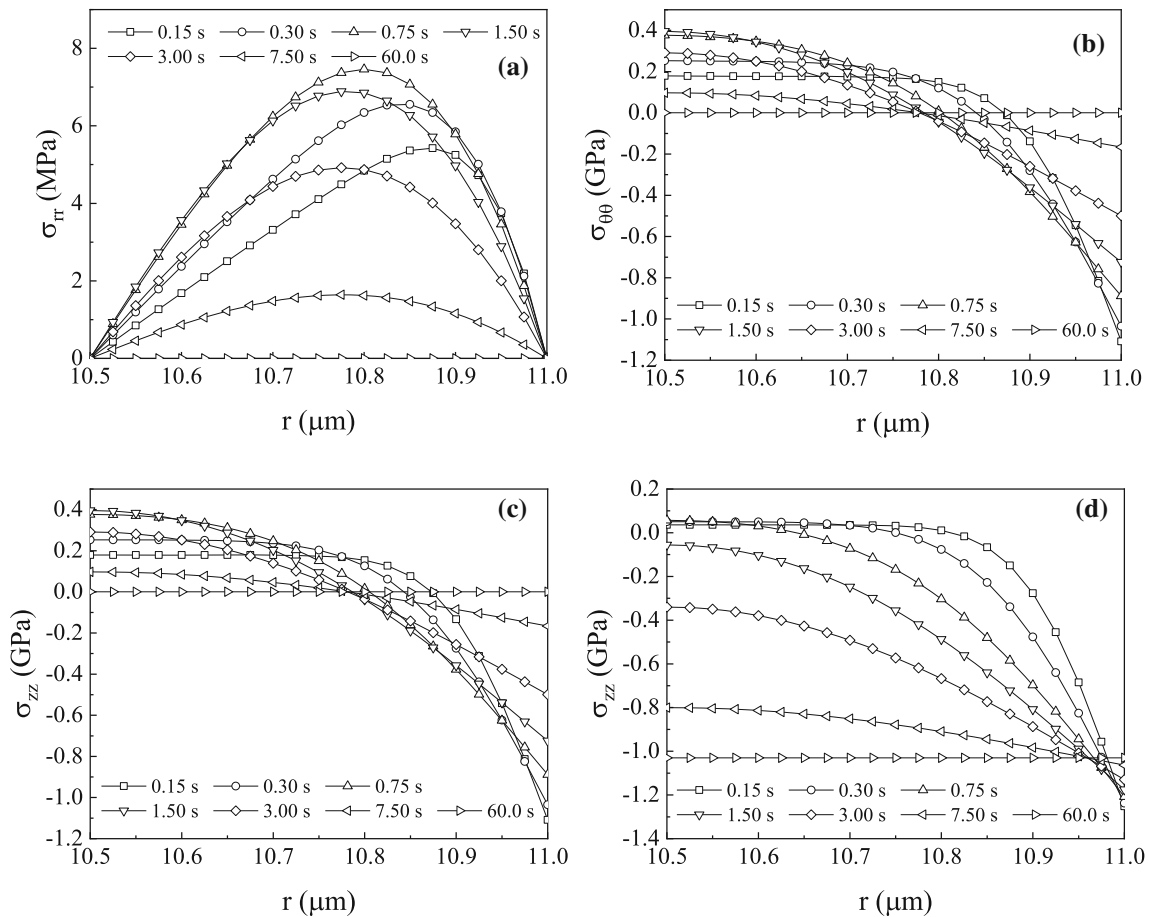 0.15 s 0.30 s 0.75 s 1.50 s
3.00 s 7.50 s 60.0 s
(a)
8
6
4
2
0
σrr (MPa)
10.5 10.6 10.7 10.8 10.9 11.0
r (μm)
(b)
0.4
0.2
0.0
-0.2
-0.4
-0.6
-0.8
-1.0
-1.2
σθθ (GPa)
0.15 s 0.30 s 0.75 s
1.50 s 3.00 s 7.50 s 60.0 s
10.5 10.6 10.7 10.8 10.9 11.0
r (μm)
(c)
0.4
0.2
0.0
-0.2
-0.4
-0.6
-0.8
-1.0
-1.2
σzz (GPa)
0.15 s 0.30 s 0.75 s
1.50 s 3.00 s 7.50 s 60.0 s
10.5 10.6 10.7 10.8 10.9 11.0
r (μm)
(d)
0.2
0.0
-0.2
-0.4
-0.6
-0.8
-1.0
-1.2
-1.4
σzz (GPa)
0.15 s 0.30 s 0.75 s
1.50 s 3.00 s 7.50 s 60.0 s
10.5 10.6 10.7 10.8 10.9 11.0
r (μm)